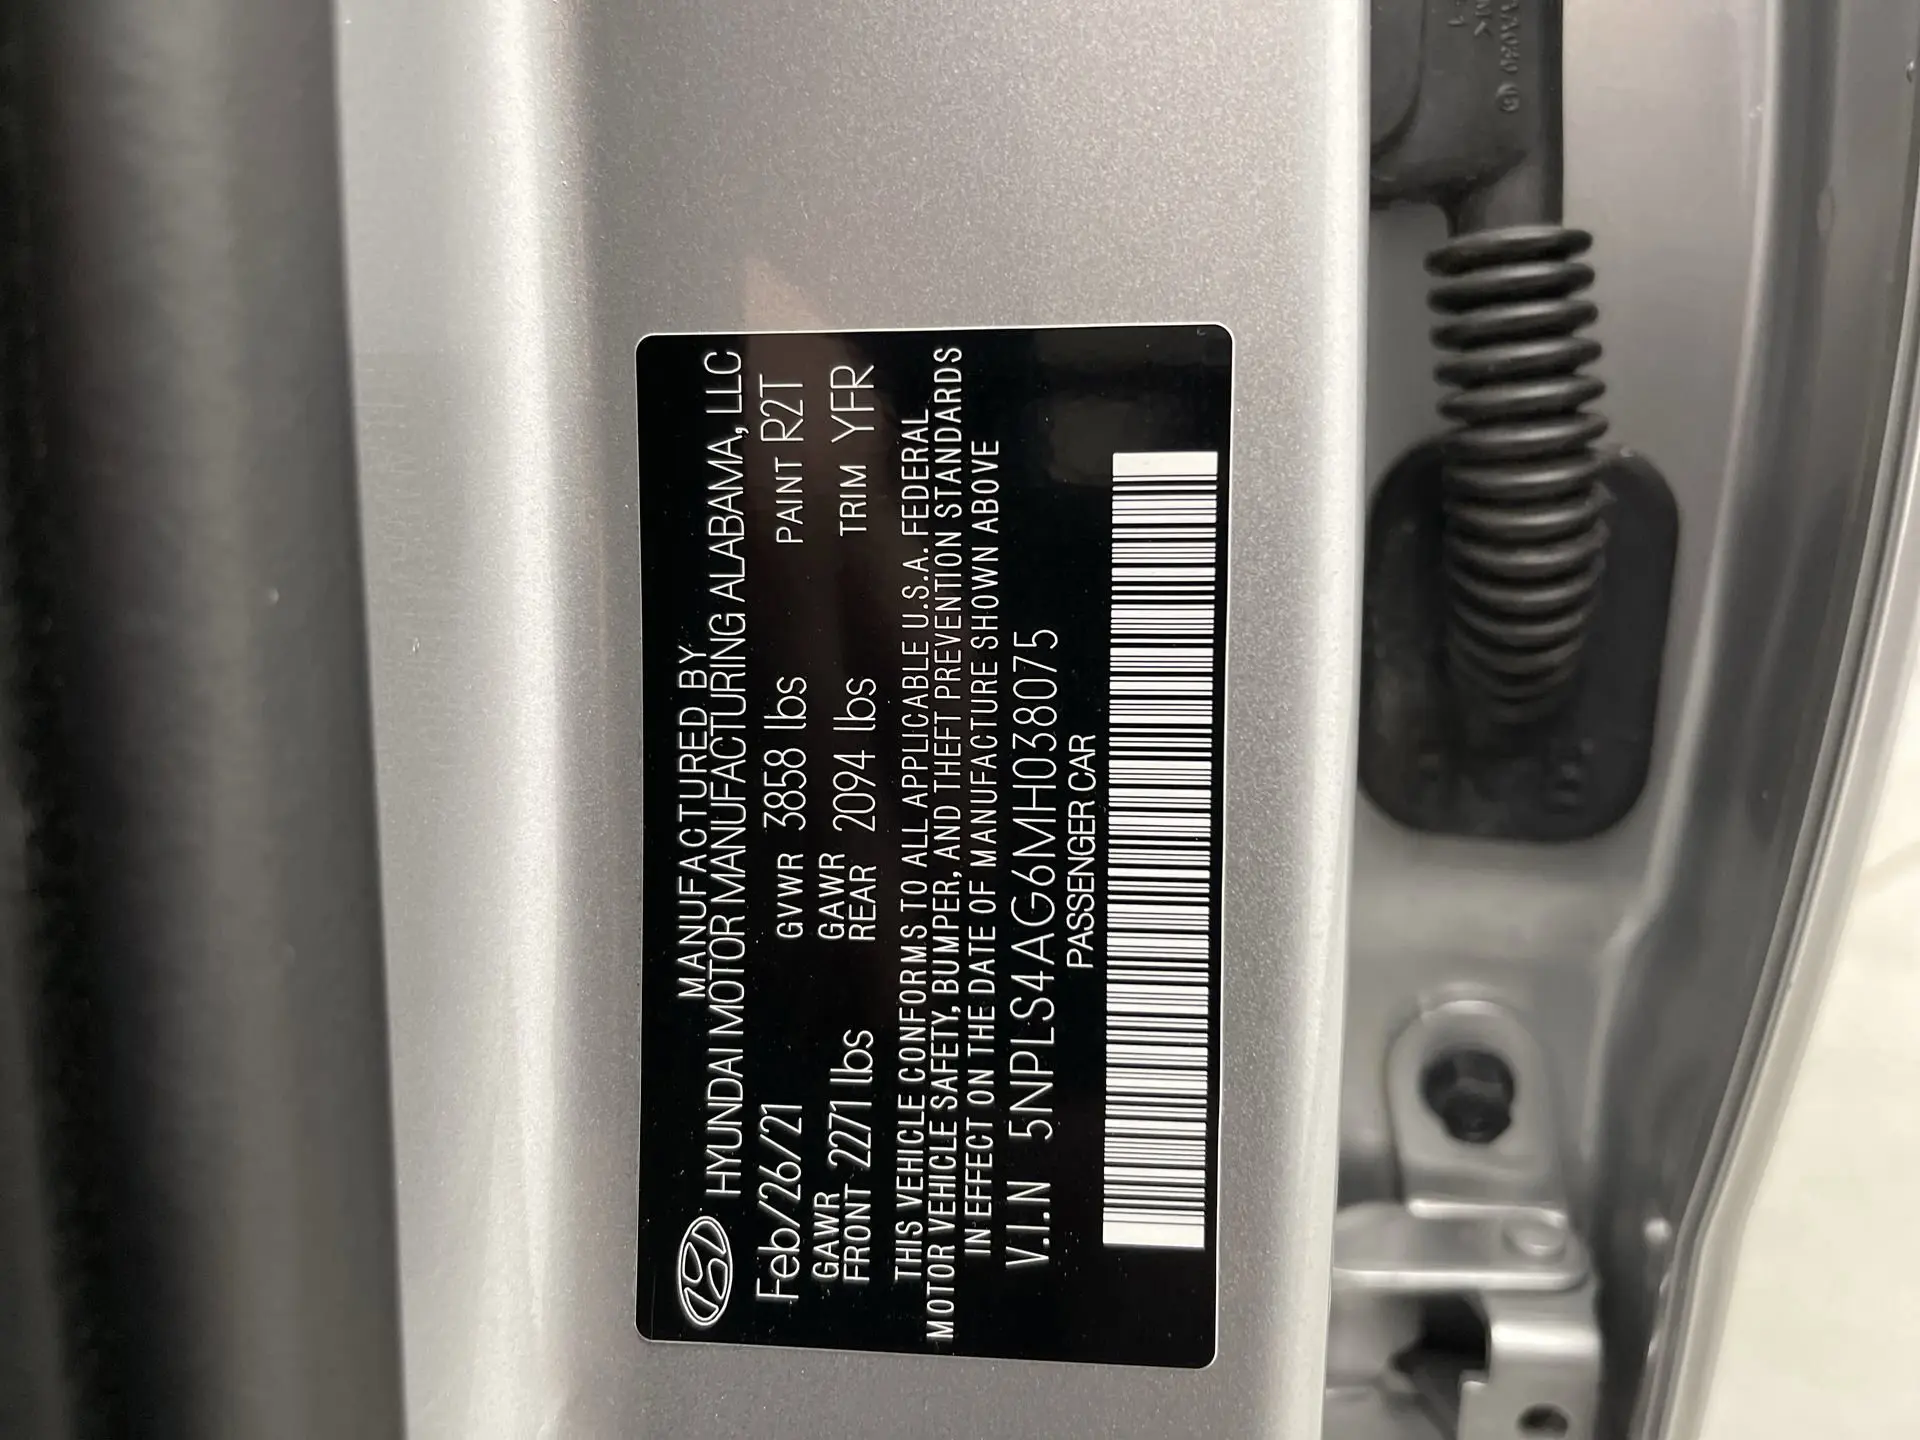 MANUFACTURED BY
HYUNDAI MOTOR MANUFACTURING ALABAMA, LLC
Feb/26/21 GVWR 3858 lbs PAINT R2T
GAWR FRONT 2271 lbs GAWR REAR 2094 lbs TRIM YFR
THIS VEHICLE CONFORMS TO ALL APPLICABLE U.S.A. FEDERAL
MOTOR VEHICLE SAFETY, BUMPER, AND THEFT PREVENTION STANDARDS
IN EFFECT ON THE DATE OF MANUFACTURE SHOWN ABOVE
V.I.N 5NPLS4AG6MH038075
PASSENGER CAR